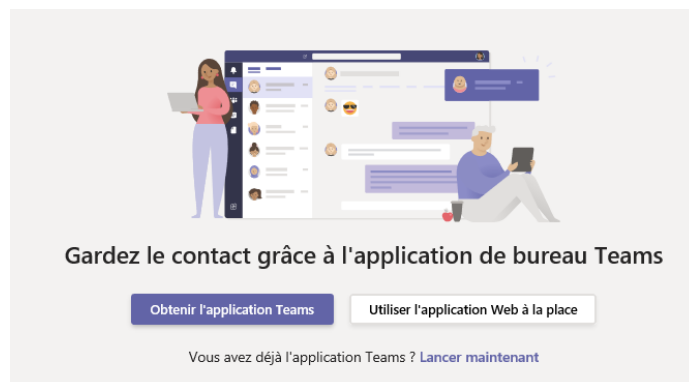 Gardez le contact grâce à l'application de bureau Teams
Obtenir l'application Teams
Utiliser l'application Web à la place
Vous avez déjà l'application Teams ? Lancer maintenant